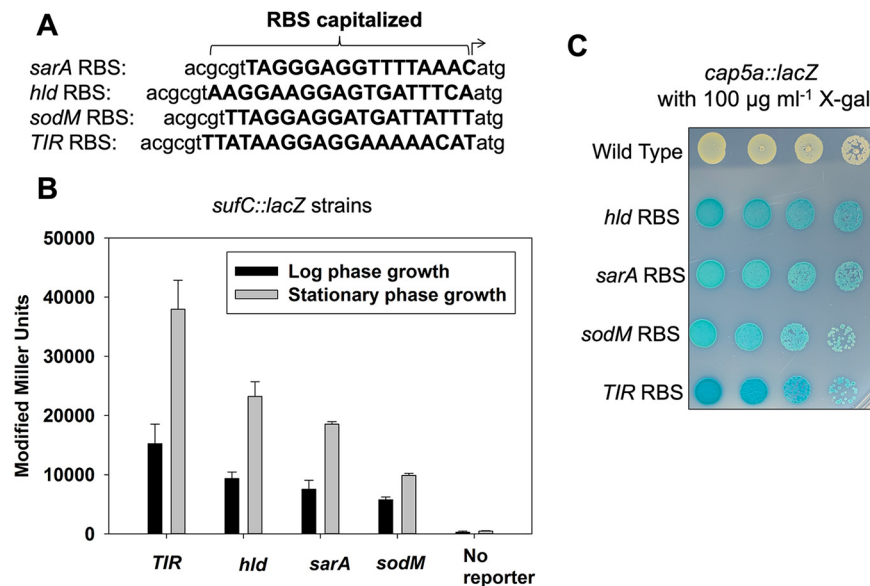 A
RBS capitalized
sarA RBS: acgcgtTAGGGAGGTTTTAAACatg
hld RBS: acgcgtAAGGAAGGAGTGATTTCAatg
sodM RBS: acgcgtTTAGGAGGATGATTATTTatg
TIR RBS: acgcgtTTATAAGGAGGAAAAACATatg
B
sufC::lacZ strains
Modified Miller Units
50000
40000
30000
20000
10000
0
Log phase growth
Stationary phase growth
TIR hld sarA sodM No
reporter
C
cap5a::lacZ
with 100 µg ml-1 X-gal
Wild Type
hld RBS
sarA RBS
sodM RBS
TIR RBS